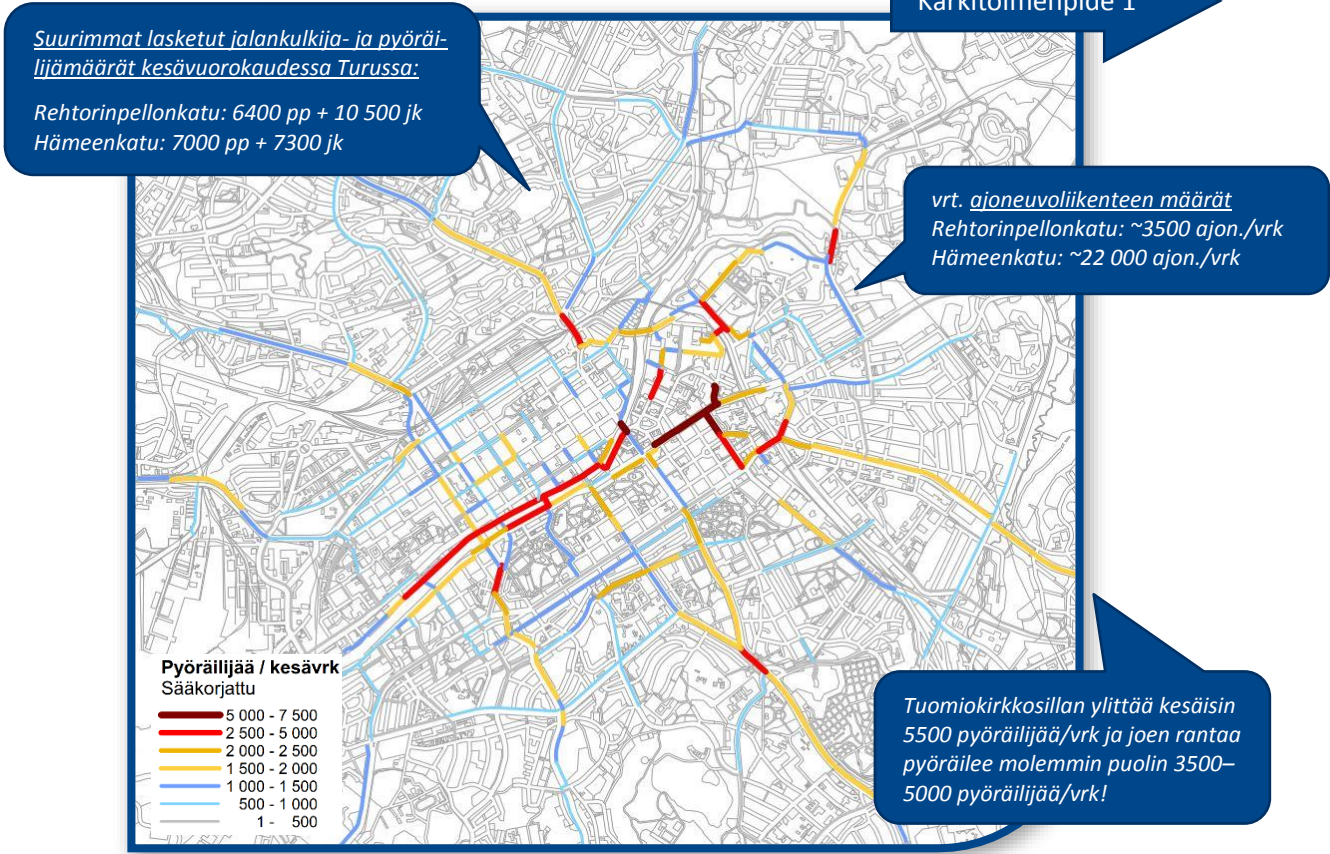 Kärkitoimenpide 1
Suurimmat lasketut jalankulkija- ja pyöräi-
lijämäärät kesävuorokaudessa Turussa:
Rehtorinpellonkatu: 6400 pp + 10 500 jk
Hämeenkatu: 7000 pp + 7300 jk
vrt. ajoneuvoliikenteen määrät
Rehtorinpellonkatu: ~3500 ajon./vrk
Hämeenkatu: ~22 000 ajon./vrk
Pyöräilijää / kesävrk
Sääkorjattu
5 000 - 7 500
2 500 - 5 000
2 000 - 2 500
1 500 - 2 000
1 000 - 1 500
500 - 1 000
1 - 500
Tuomiokirkkosillan ylittää kesäisin
5500 pyöräilijää/vrk ja joen rantaa
pyöräilee molemmin puolin 3500–
5000 pyöräilijää/vrk!